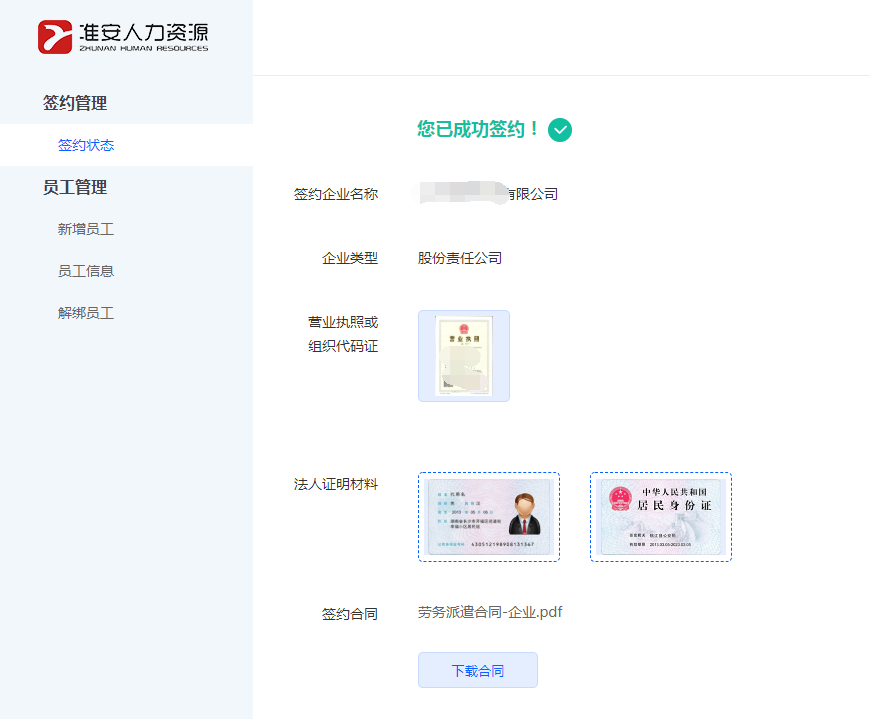 准安人力资源
ZHUNAN HUMAN RESOURCES
签约管理
签约状态
员工管理
新增员工
员工信息
解绑员工
您已成功签约！
签约企业名称
有限公司
企业类型
股份责任公司
营业执照或
组织代码证
营业执照
法人证明材料
中华人民共和国
居民身份证
签约合同
劳务派遣合同-企业.pdf
下载合同